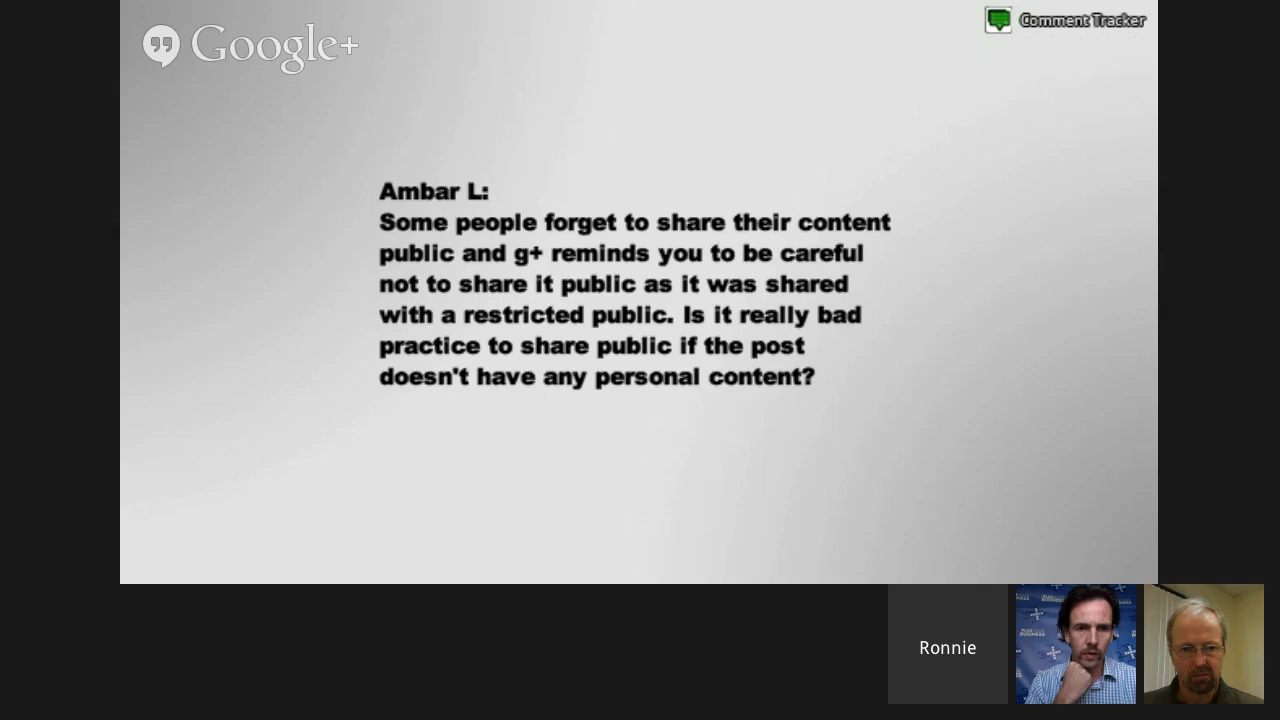 Google+
Comment Tracker
Ambar L:
Some people forget to share their content
public and g+ reminds you to be careful
not to share it public as it was shared
with a restricted public. Is it really bad
practice to share public if the post
doesn't have any personal content?
Ronnie
BUSINESS